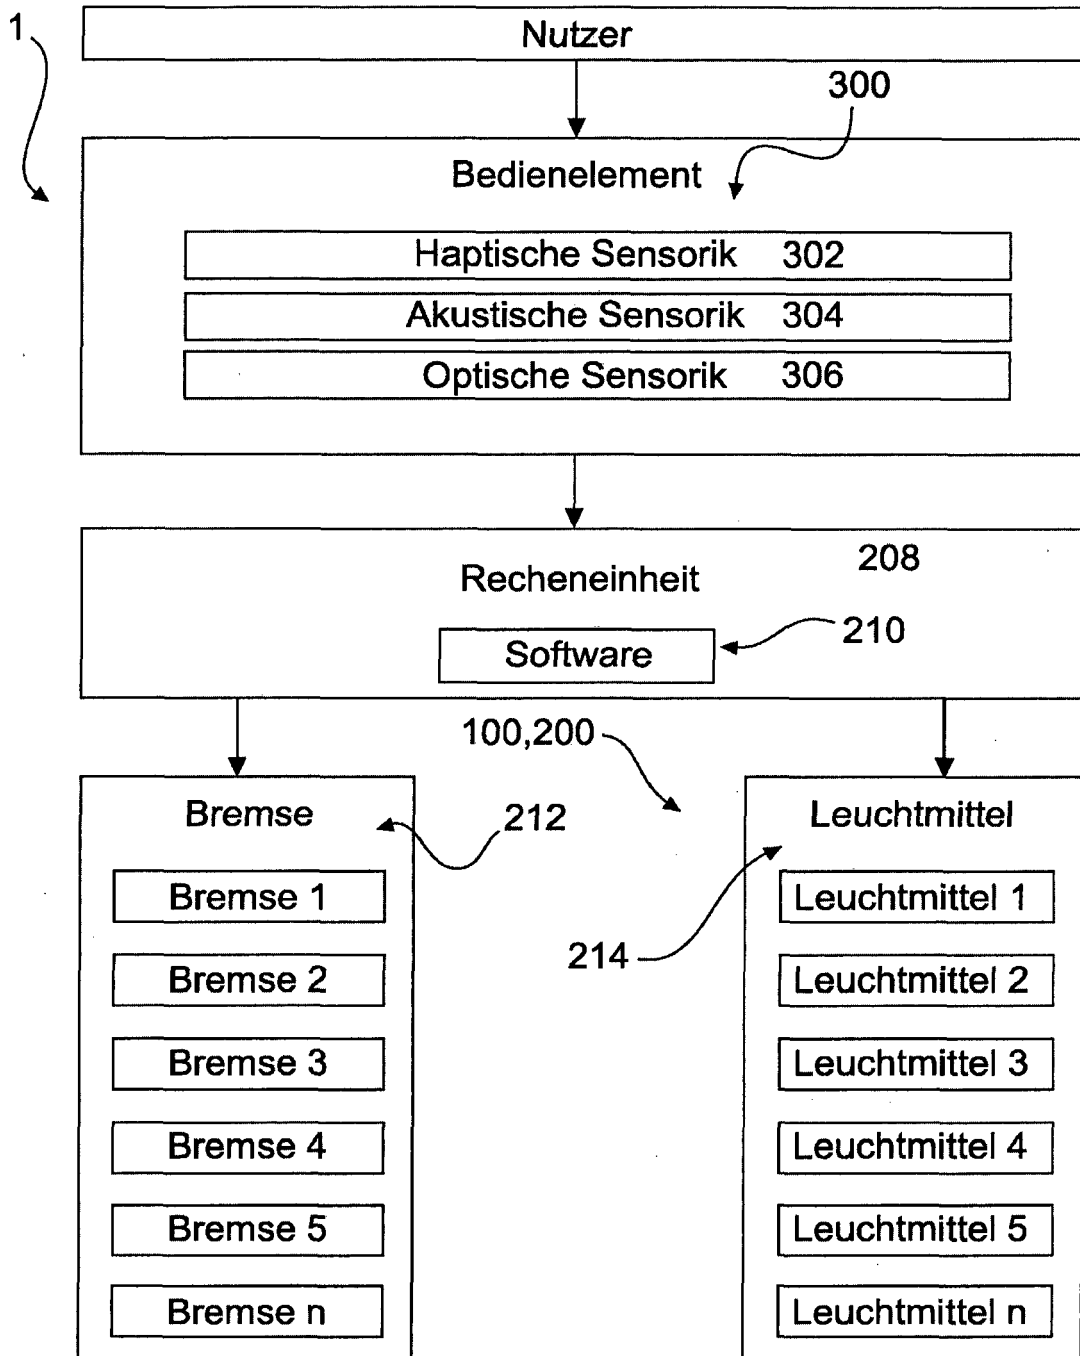 1
Nutzer
300
Bedienelement
Haptische Sensorik 302
Akustische Sensorik 304
Optische Sensorik 306
208
Recheneinheit
210
Software
100,200
Bremse
212
Leuchtmittel
214
Bremse 1
Bremse 2
Bremse 3
Bremse 4
Bremse 5
Bremse n
Leuchtmittel 1
Leuchtmittel 2
Leuchtmittel 3
Leuchtmittel 4
Leuchtmittel 5
Leuchtmittel n